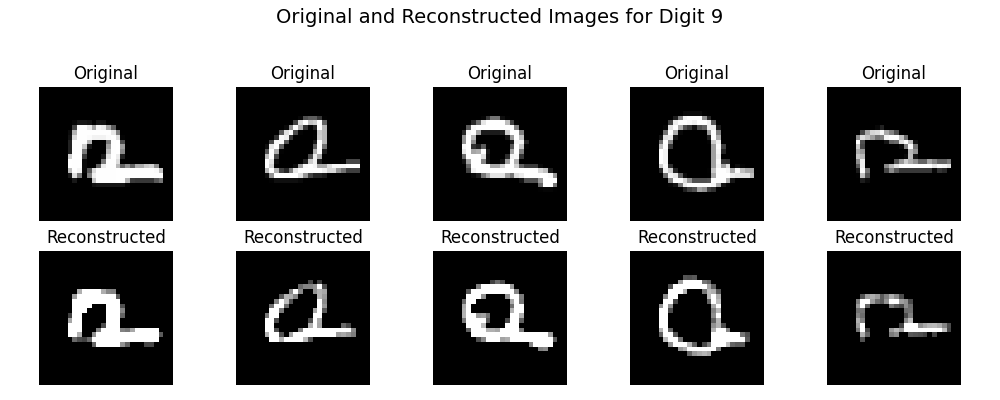 Original and Reconstructed Images for Digit 9
Original Original Original Original Original
Reconstructed Reconstructed Reconstructed Reconstructed Reconstructed